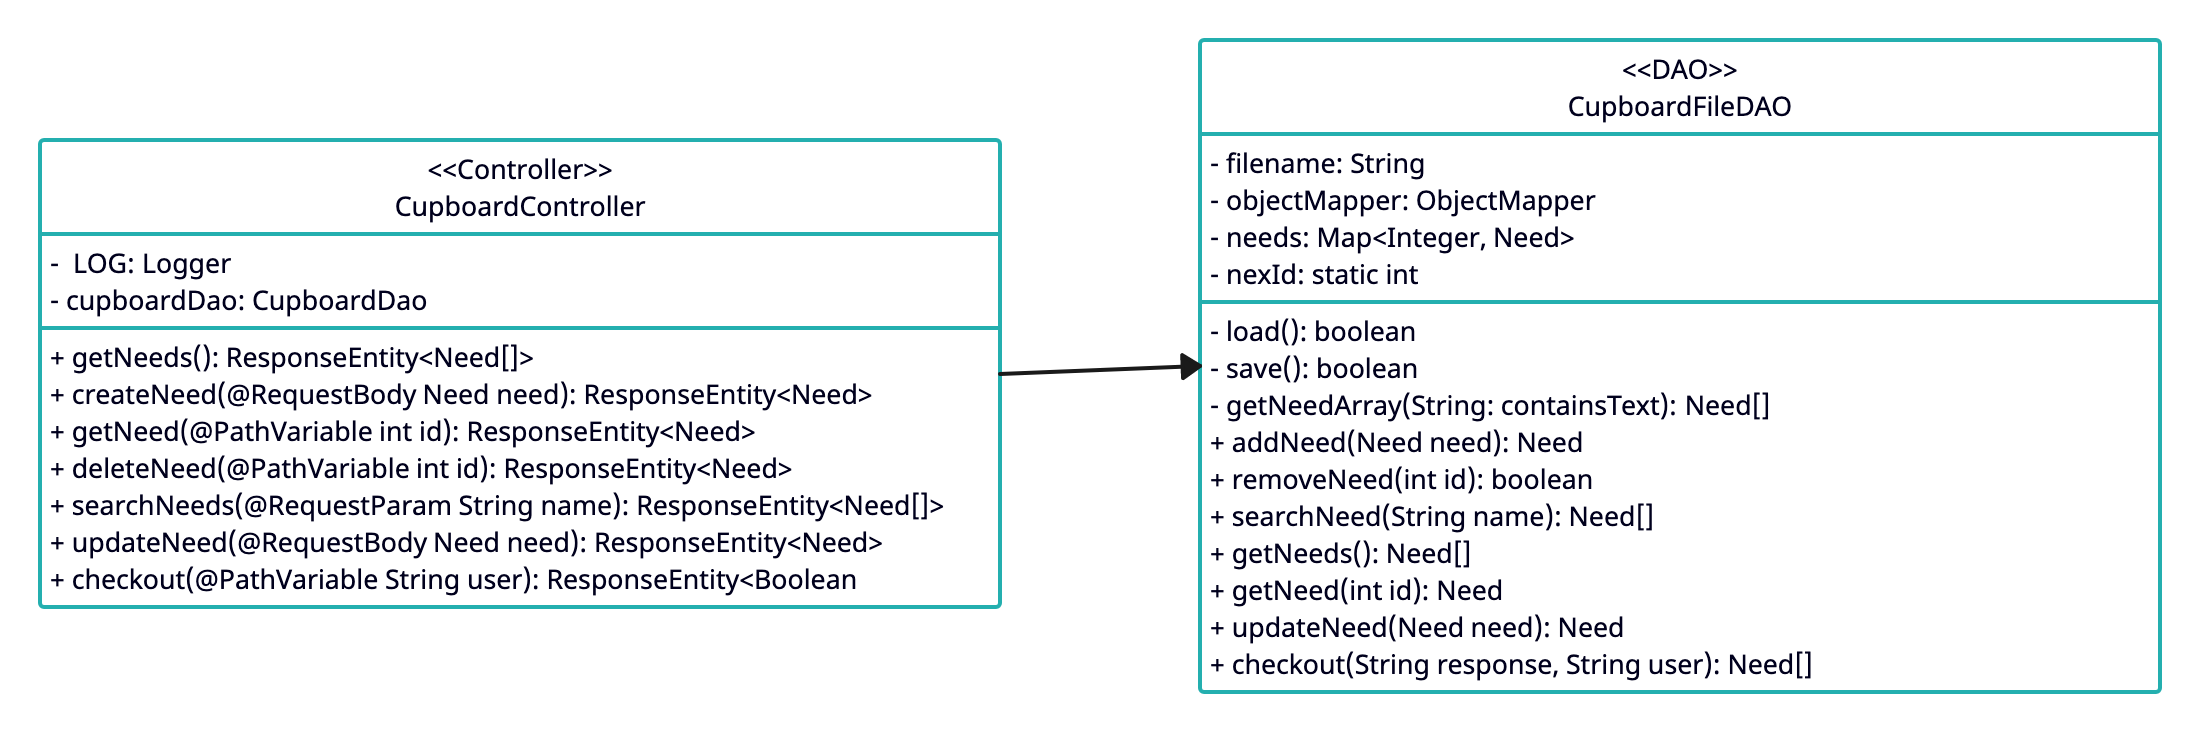 <<Controller>>
CupboardController
-  LOG: Logger
- cupboardDao: CupboardDao
+ getNeeds(): ResponseEntity<Need[]>
+ createNeed(@RequestBody Need need): ResponseEntity<Need>
+ getNeed(@PathVariable int id): ResponseEntity<Need>
+ deleteNeed(@PathVariable int id): ResponseEntity<Need>
+ searchNeeds(@RequestParam String name): ResponseEntity<Need[]>
+ updateNeed(@RequestBody Need need): ResponseEntity<Need>
+ checkout(@PathVariable String user): ResponseEntity<Boolean
<<DAO>>
CupboardFileDAO
- filename: String
- objectMapper: ObjectMapper
- needs: Map<Integer, Need>
- nexId: static int
- load(): boolean
- save(): boolean
- getNeedArray(String: containsText): Need[]
+ addNeed(Need need): Need
+ removeNeed(int id): boolean
+ searchNeed(String name): Need[]
+ getNeeds(): Need[]
+ getNeed(int id): Need
+ updateNeed(Need need): Need
+ checkout(String response, String user): Need[]